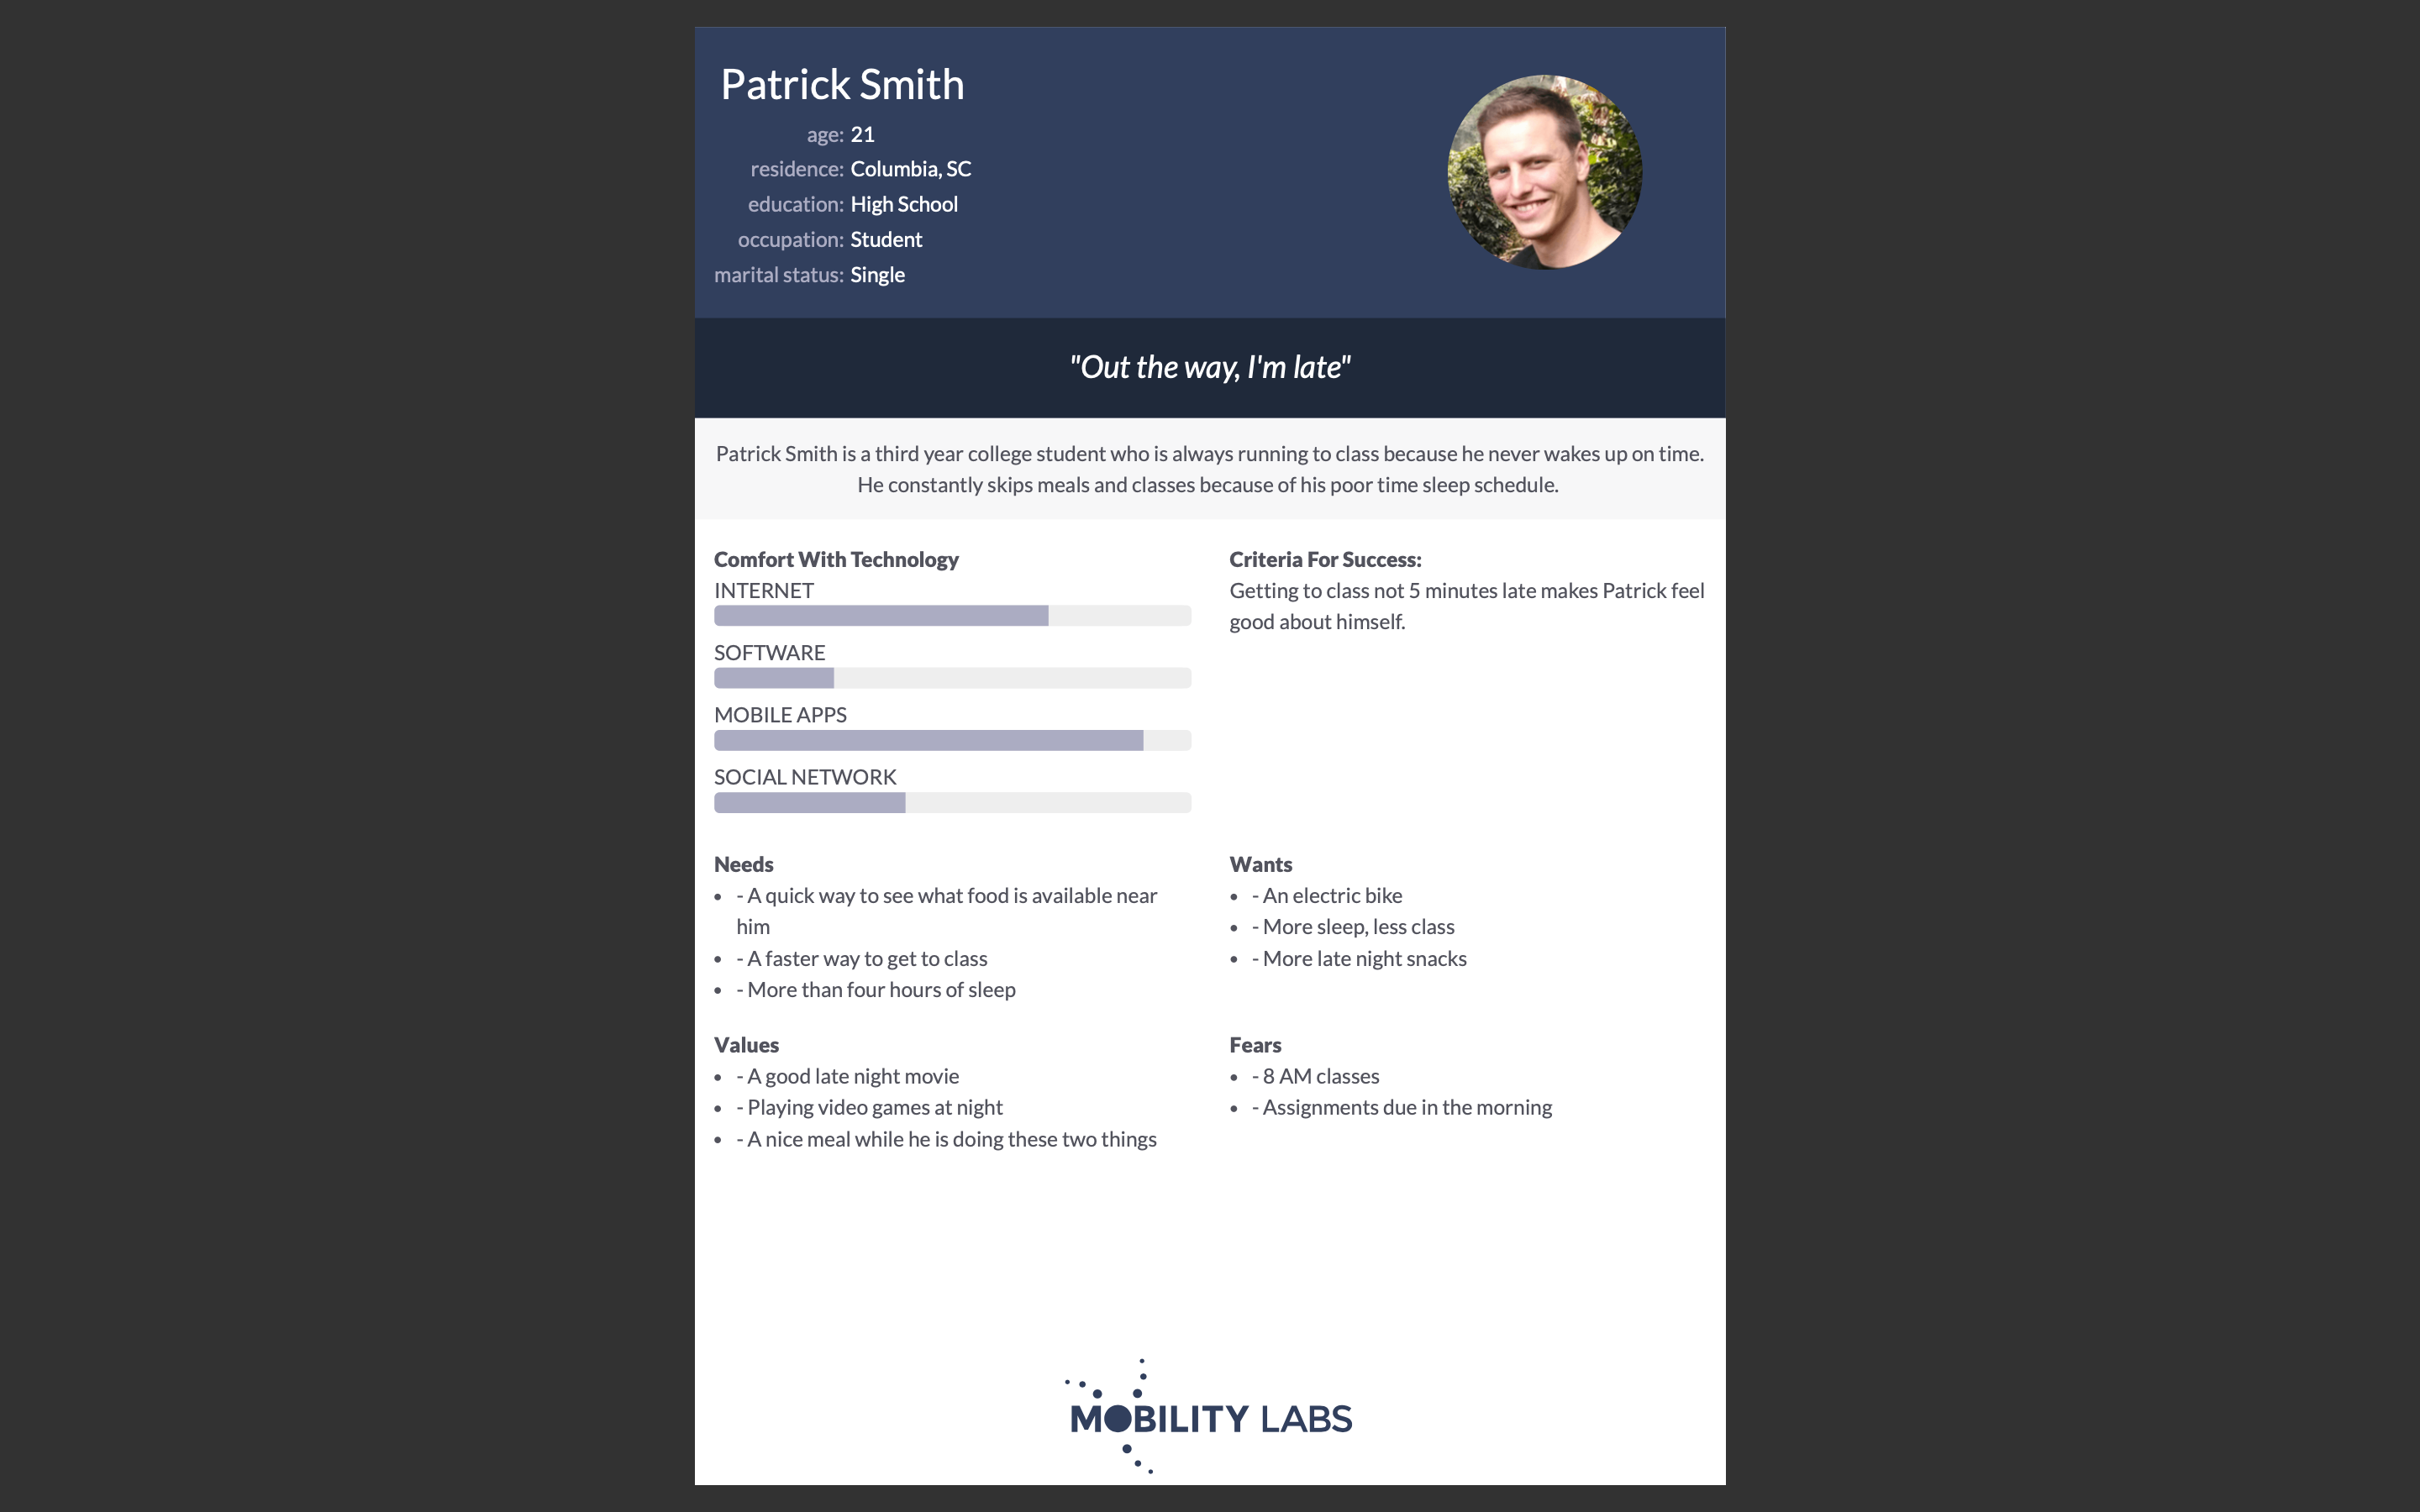 Patrick Smith
age: 21
residence: Columbia, SC
education: High School
occupation: Student
marital status: Single
"Out the way, I'm late"
Patrick Smith is a third year college student who is always running to class because he never wakes up on time.
He constantly skips meals and classes because of his poor time sleep schedule.
Comfort With Technology
INTERNET
SOFTWARE
MOBILE APPS
SOCIAL NETWORK
Criteria For Success:
Getting to class not 5 minutes late makes Patrick feel
good about himself.
Needs
• - A quick way to see what food is available near
him
• - A faster way to get to class
• - More than four hours of sleep
Wants
• - An electric bike
• - More sleep, less class
• - More late night snacks
Values
• - A good late night movie
• - Playing video games at night
• - A nice meal while he is doing these two things
Fears
• - 8 AM classes
• - Assignments due in the morning
MOBILITY LABS